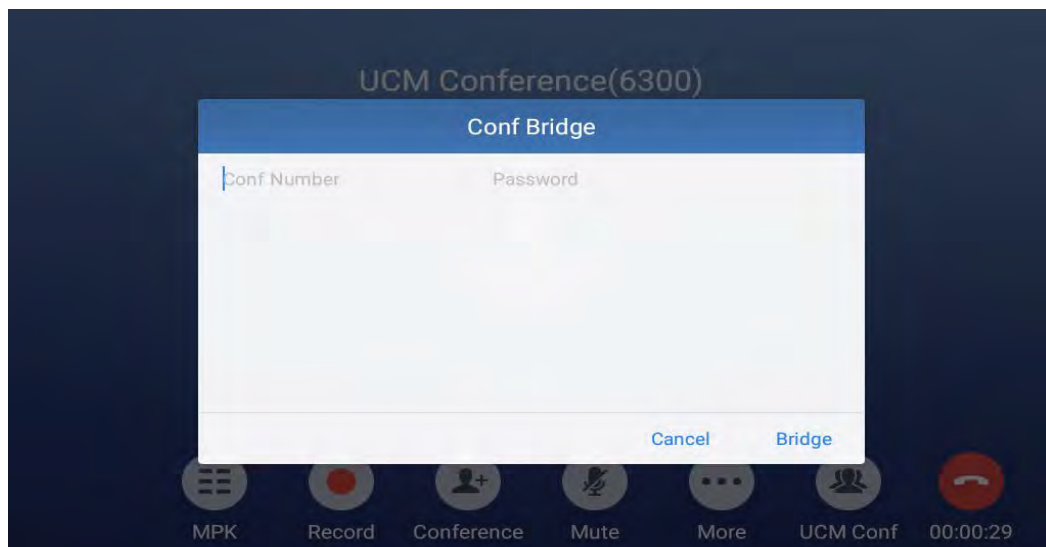 UCM Conference(6300)
Conf Bridge
Conf Number Password
Cancel Bridge
MPK Record Conference Mute More UCM Conf 00:00:29